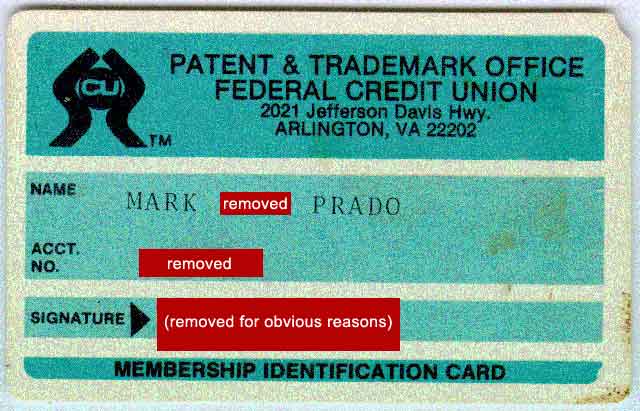 CU
TM
PATENT & TRADEMARK OFFICE
FEDERAL CREDIT UNION
2021 Jefferson Davis Hwy.
ARLINGTON, VA 22202
NAME
MARK removed PRADO
ACCT.
NO.
removed
SIGNATURE
(removed for obvious reasons)
MEMBERSHIP IDENTIFICATION CARD